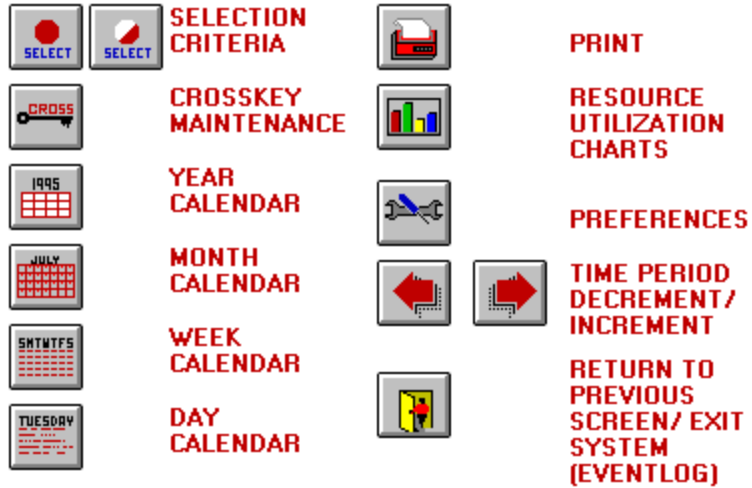 SELECT
SELECT
SELECTION
CRITERIA
CROSS
CROSSKEY
MAINTENANCE
1995
YEAR
CALENDAR
JULY
MONTH
CALENDAR
SMTWTFS
WEEK
CALENDAR
TUESDAY
DAY
CALENDAR
PRINT
RESOURCE
UTILIZATION
CHARTS
PREFERENCES
TIME PERIOD
DECREMENT/
INCREMENT
RETURN TO
PREVIOUS
SCREEN/ EXIT
SYSTEM
(EVENTLOG)